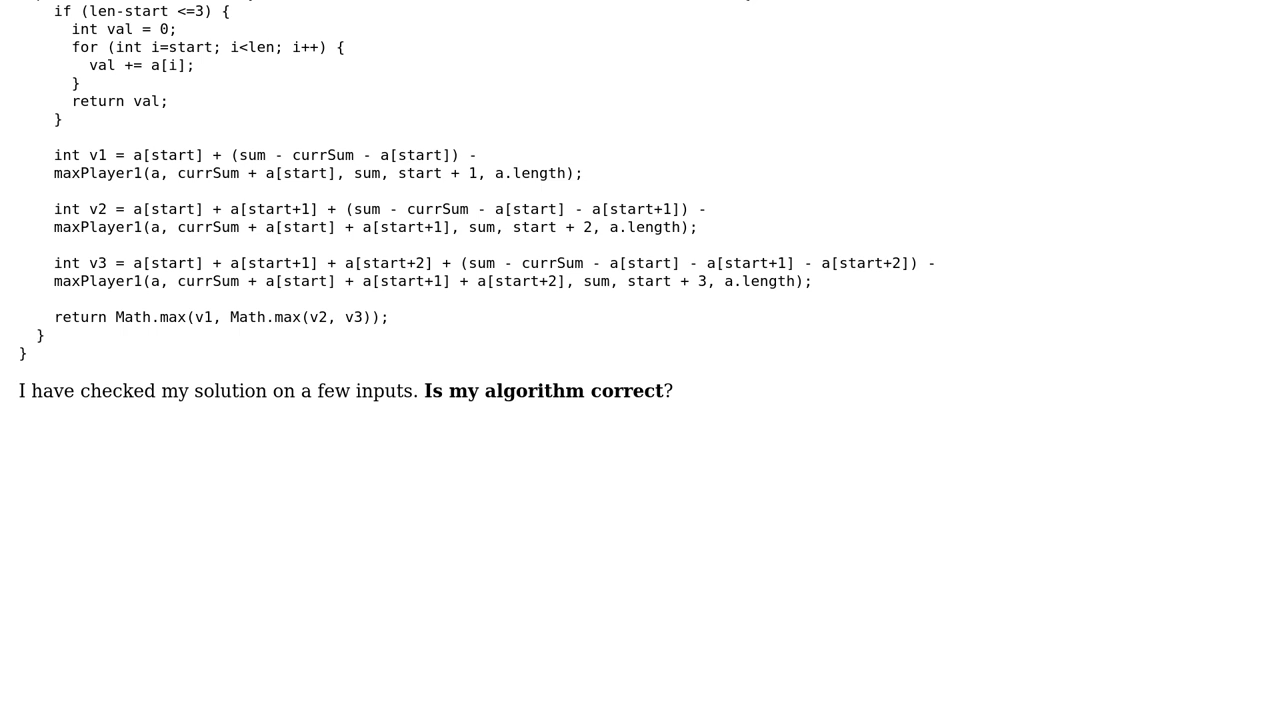 if (len-start <=3) {
int val = 0;
for (int i=start; i<len; i++) {
val += a[i];
}
return val;
}
int v1 = a[start] + (sum - currSum - a[start]) -
maxPlayer1(a, currSum + a[start], sum, start + 1, a.length);
int v2 = a[start] + a[start+1] + (sum - currSum - a[start] - a[start+1]) -
maxPlayer1(a, currSum + a[start] + a[start+1], sum, start + 2, a.length);
int v3 = a[start] + a[start+1] + a[start+2] + (sum - currSum - a[start] - a[start+1] - a[start+2]) -
maxPlayer1(a, currSum + a[start] + a[start+1] + a[start+2], sum, start + 3, a.length);
return Math.max(v1, Math.max(v2, v3));
}
}
I have checked my solution on a few inputs. Is my algorithm correct?